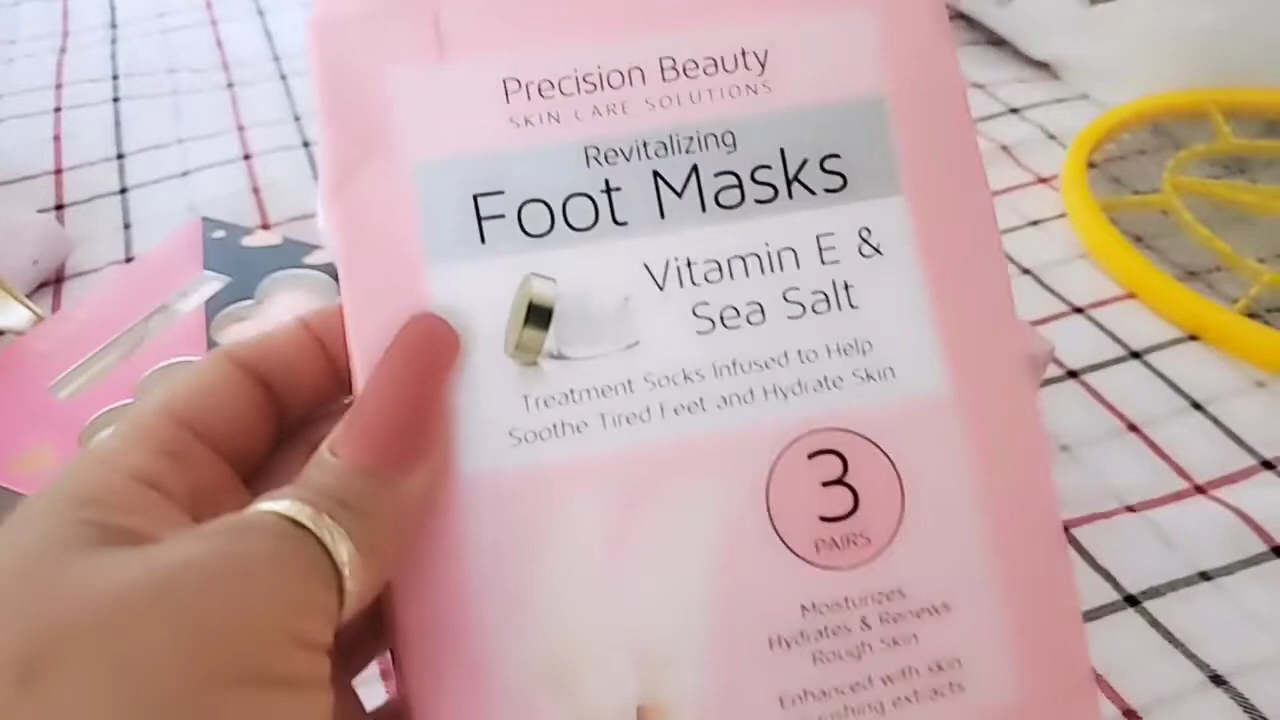 Precision Beauty
SKIN CARE SOLUTIONS
Revitalizing
Foot Masks
Vitamin E &
Sea Salt
Treatment Socks Infused to Help
Soothe Tired Feet and Hydrate Skin
3
PAIRS
Moisturizes
Hydrates & Renews
Rough Skin
Enhanced with skin
extracts